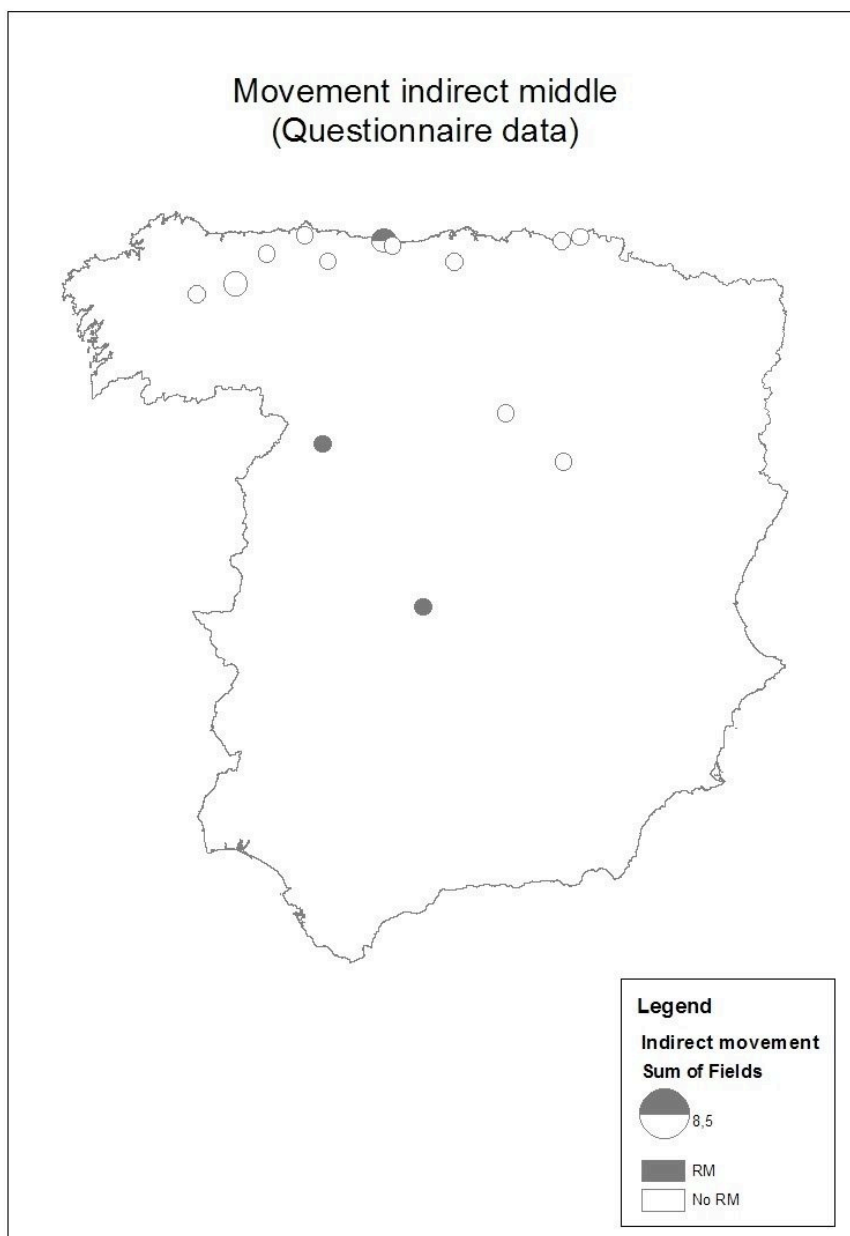 Movement indirect middle
(Questionnaire data)
Legend
Indirect movement
Sum of Fields
8,5
RM
No RM